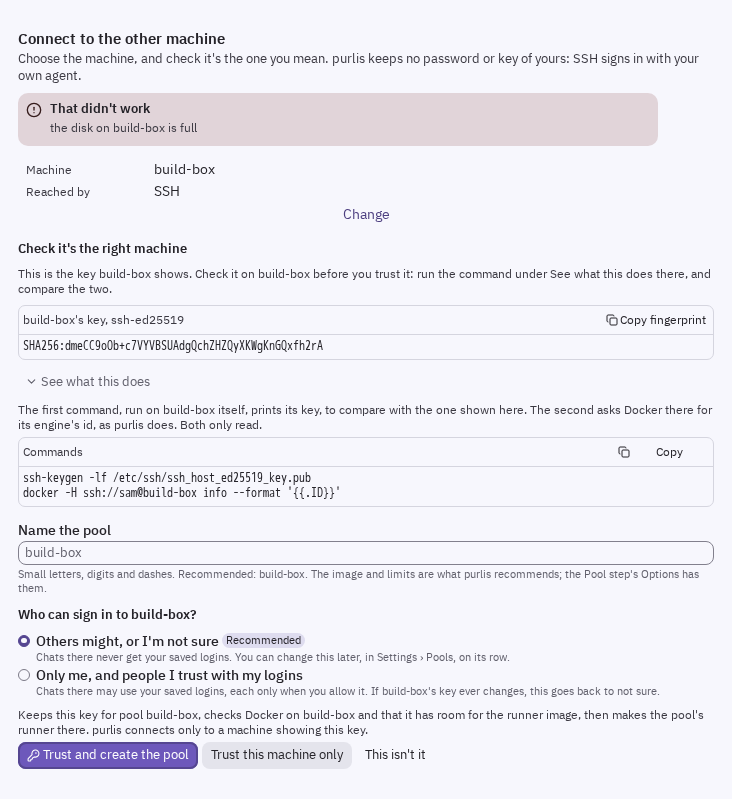 Connect to the other machine
Choose the machine, and check it's the one you mean. purlis keeps no password or key of yours: SSH signs in with your
own agent.
That didn't work
the disk on build-box is full
Machine build-box
Reached by SSH
Change
Check it's the right machine
This is the key build-box shows. Check it on build-box before you trust it: run the command under See what this does there, and
compare the two.
build-box's key, ssh-ed25519 Copy fingerprint
SHA256:dmeCC9oOb+c7VYVBSUAdgQchZHZQyXKWgKnGQxfh2rA
See what this does
The first command, run on build-box itself, prints its key, to compare with the one shown here. The second asks Docker there for
its engine's id, as purlis does. Both only read.
Commands Copy
ssh-keygen -lf /etc/ssh/ssh_host_ed25519_key.pub
docker -H ssh://sam@build-box info --format '{{.ID}}'
Name the pool
build-box
Small letters, digits and dashes. Recommended: build-box. The image and limits are what purlis recommends; the Pool step's Options has
them.
Who can sign in to build-box?
Others might, or I'm not sure Recommended
Chats there never get your saved logins. You can change this later, in Settings › Pools, on its row.
Only me, and people I trust with my logins
Chats there may use your saved logins, each only when you allow it. If build-box's key ever changes, this goes back to not sure.
Keeps this key for pool build-box, checks Docker on build-box and that it has room for the runner image, then makes the pool's
runner there. purlis connects only to a machine showing this key.
Trust and create the pool Trust this machine only This isn't it